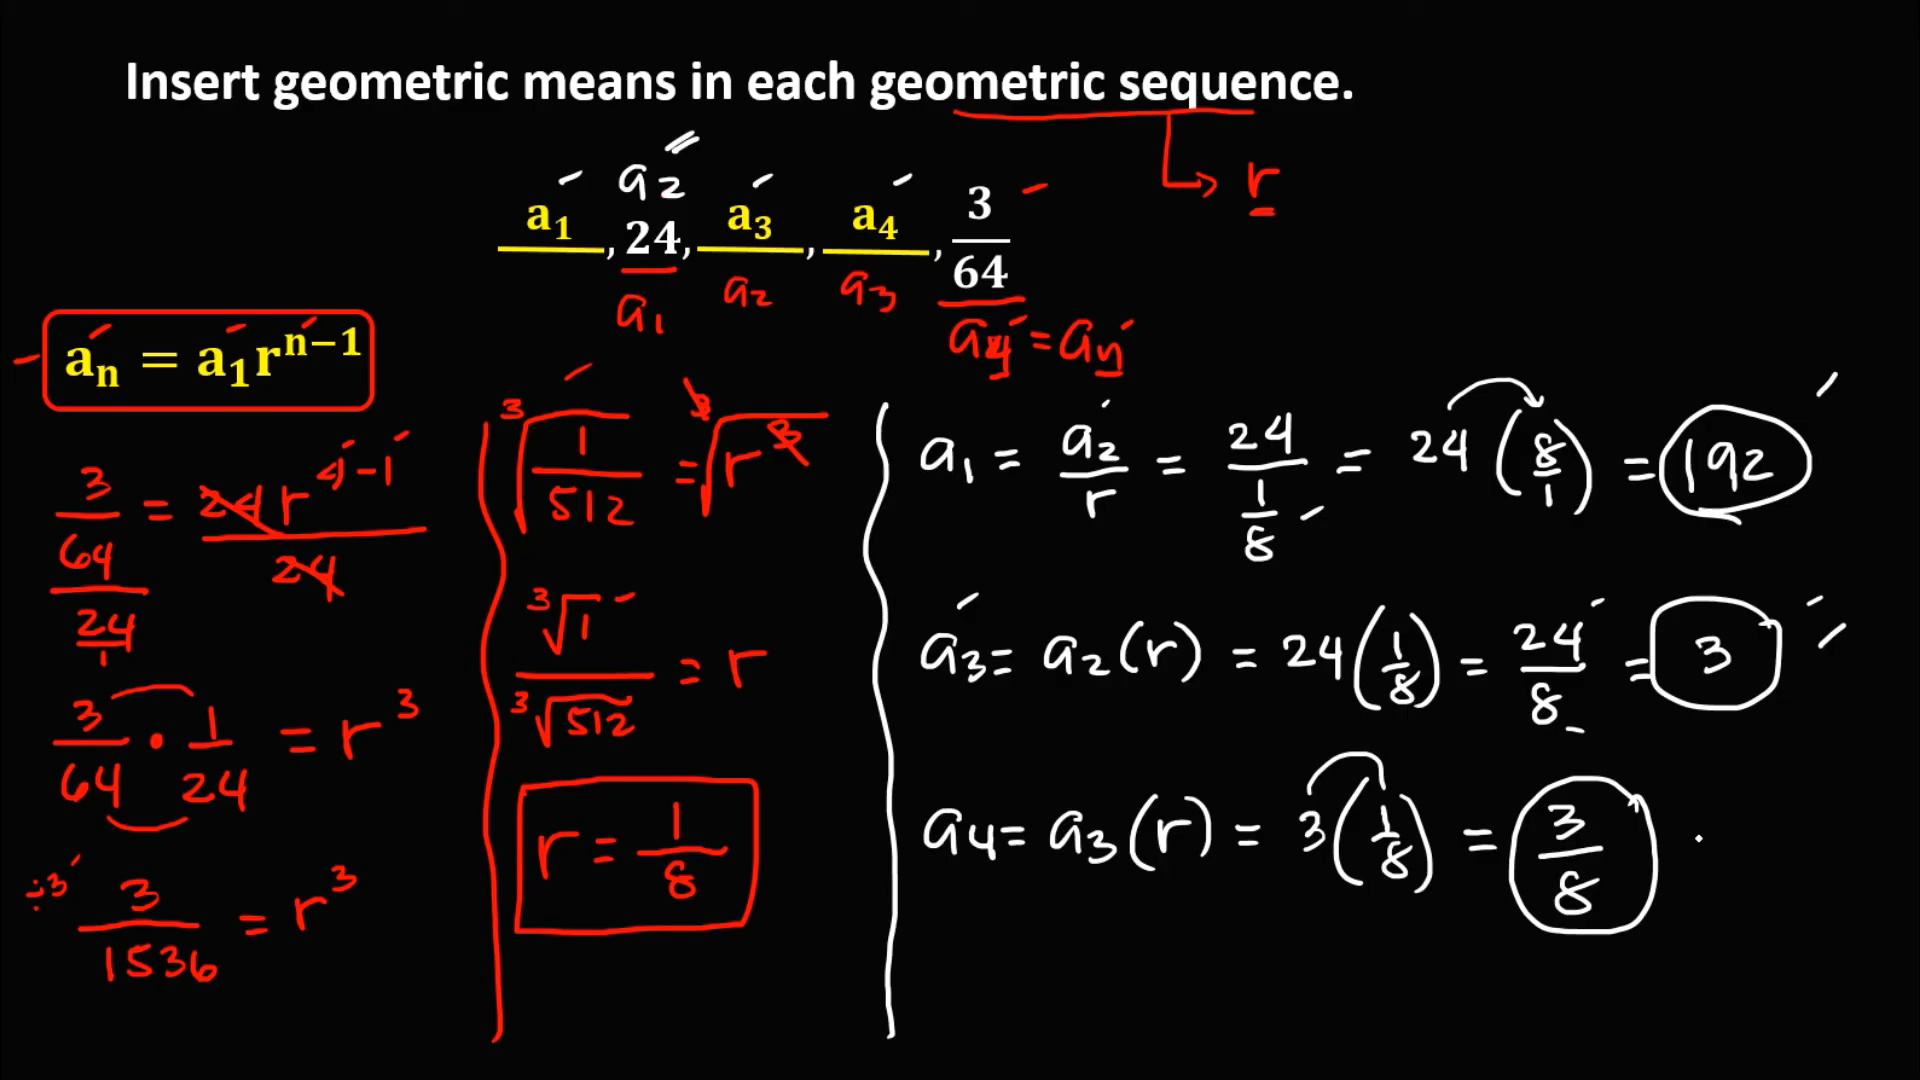 Insert geometric means in each geometric sequence.
r
a₂
a₁, 24, a₃, a₄, 3/64
a₁ a₂ a₃ a₄ = aₙ
aₙ = a₁rⁿ⁻¹
3/64 / 24/1 = 24r⁴⁻¹ / 24
3/64 · 1/24 = r³
÷3 3/1536 = r³
³√(1/512) = ³√(r³)
³√1 / ³√512 = r
r = 1/8
a₁ = a₂/r = 24 / (1/8) = 24 (8/1) = 192
a₃ = a₂(r) = 24(1/8) = 24/8 = 3
a₄ = a₃(r) = 3(1/8) = 3/8